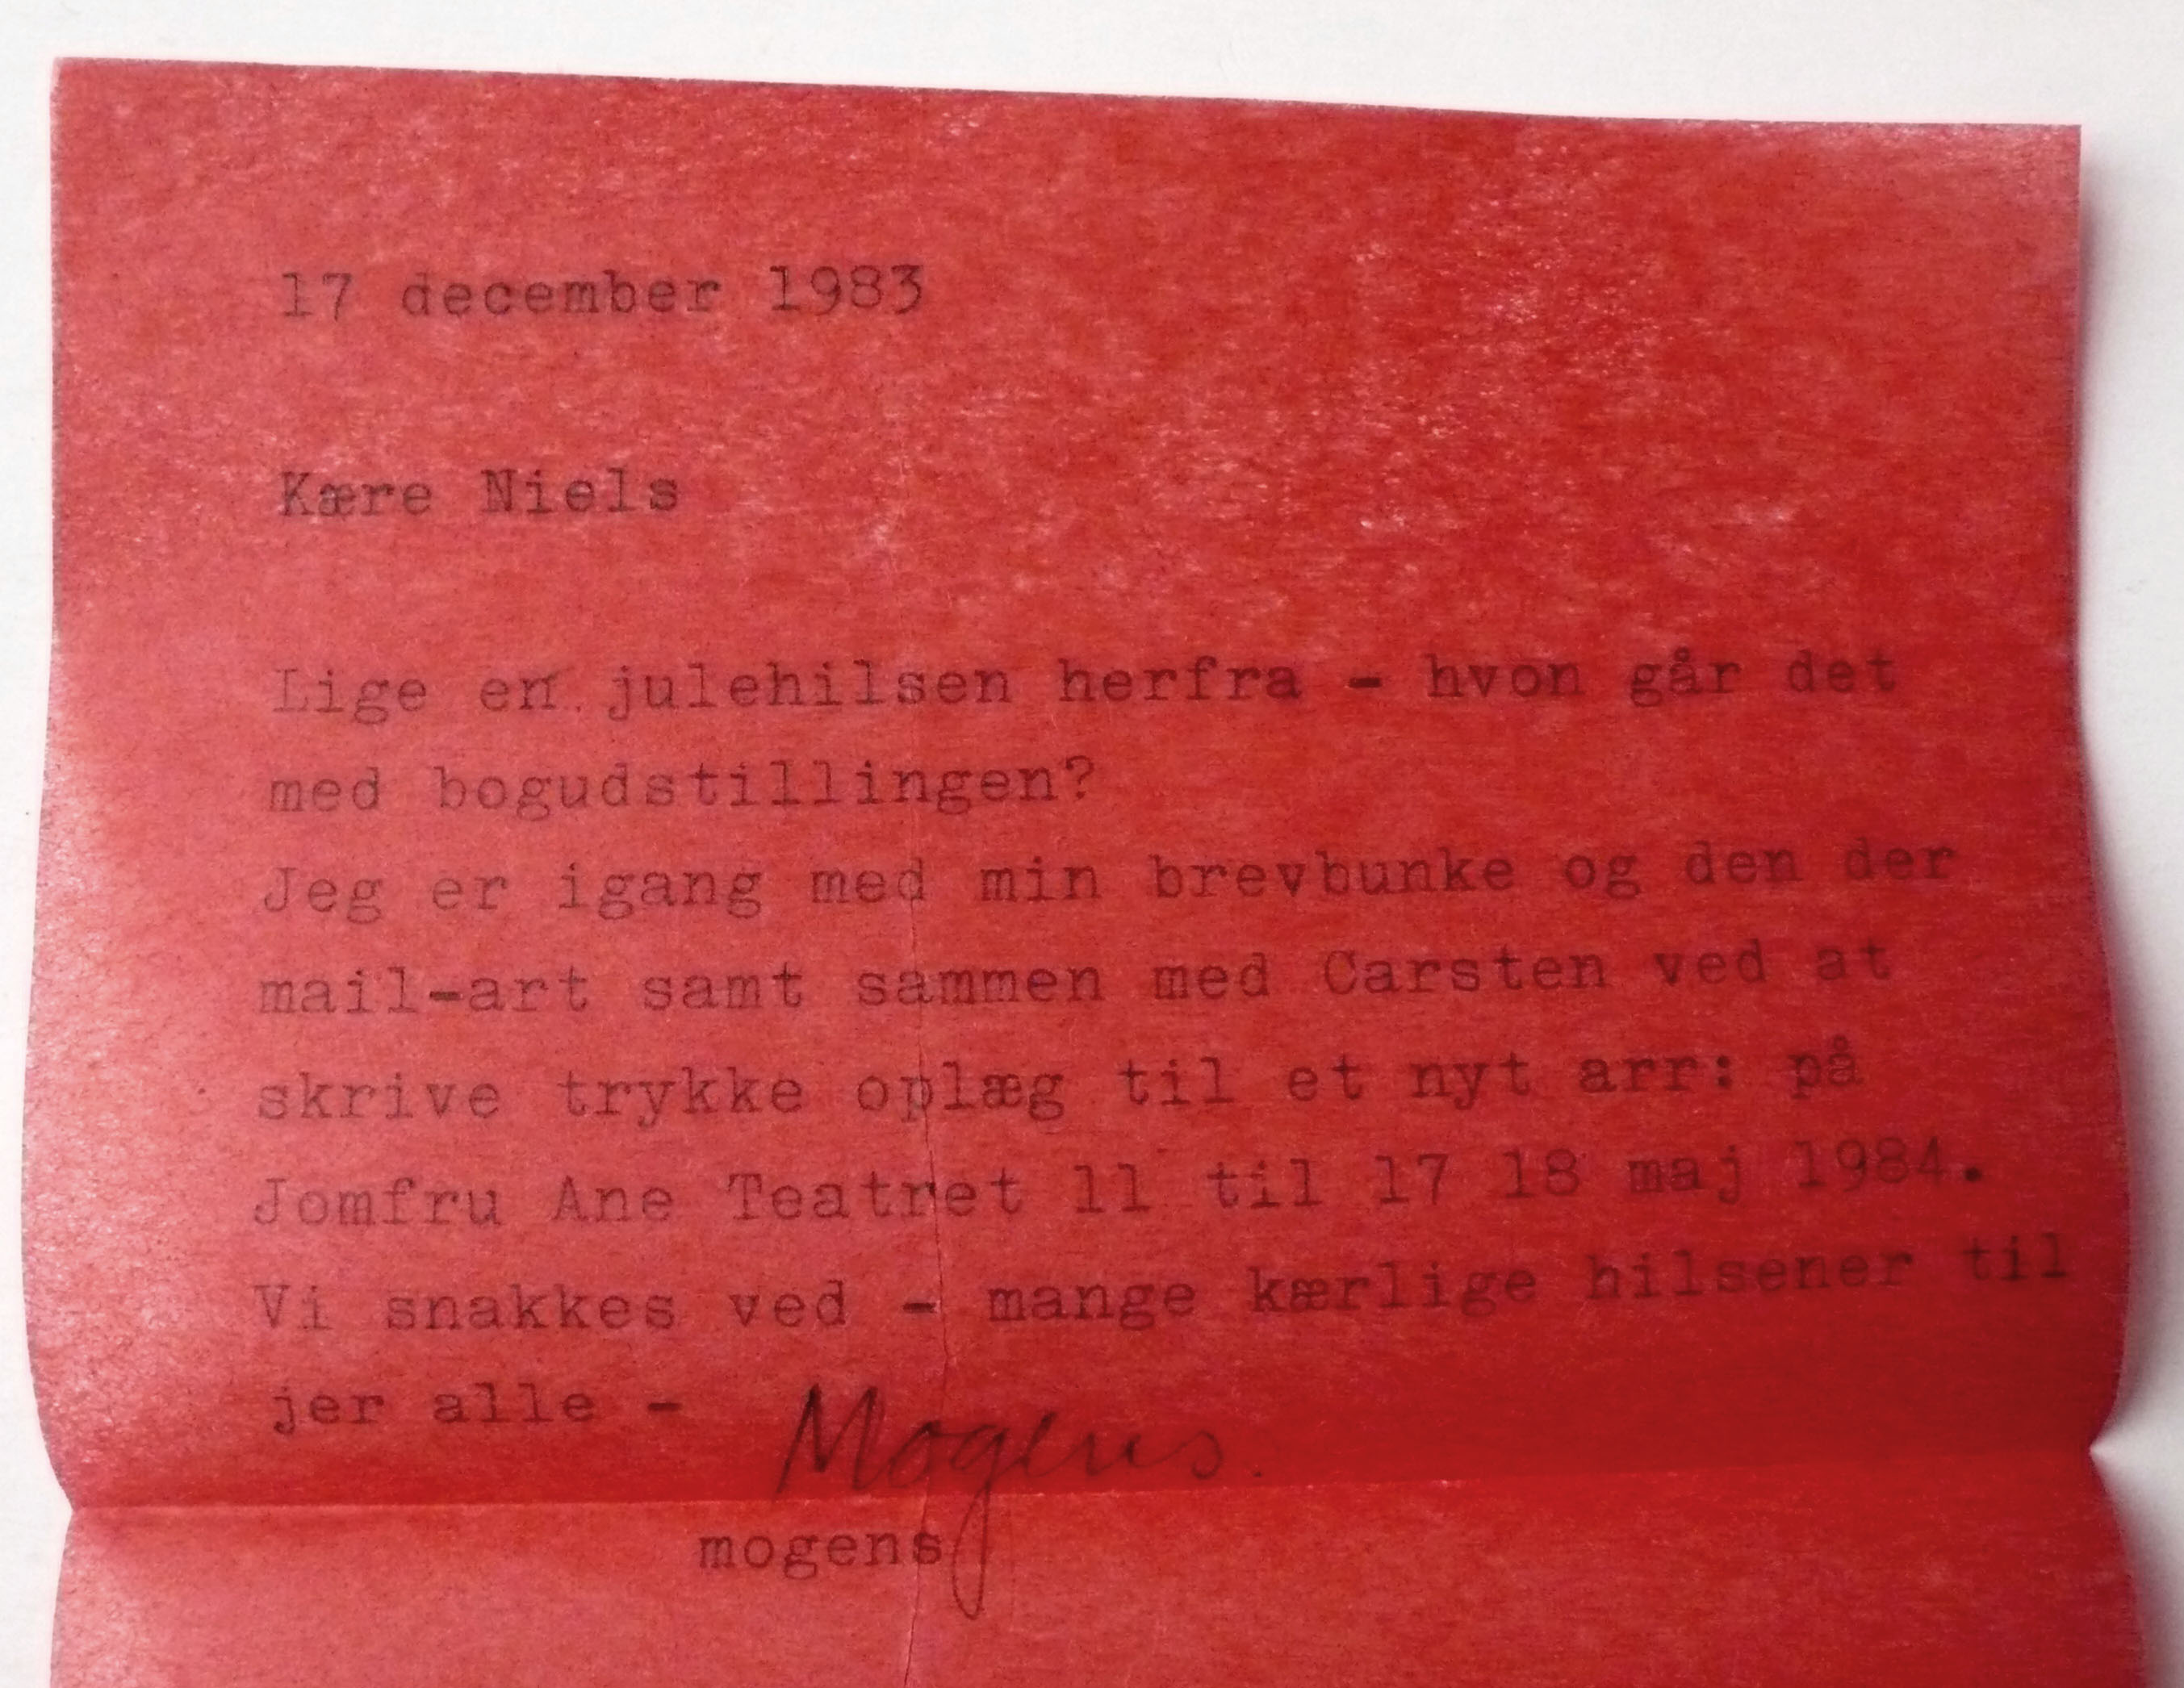 17 december 1983
Kære Niels
Lige en julehilsen herfra - hvon går det
med bogudstillingen?
Jeg er igang med min brevbunke og den der
mail-art samt sammen med Carsten ved at
skrive trykke oplæg til et nyt arr: på
Jomfru Ane Teatret 11 til 17 18 maj 1984.
Vi snakkes ved - mange kærlige hilsener til
jer alle - Mogens.
mogens